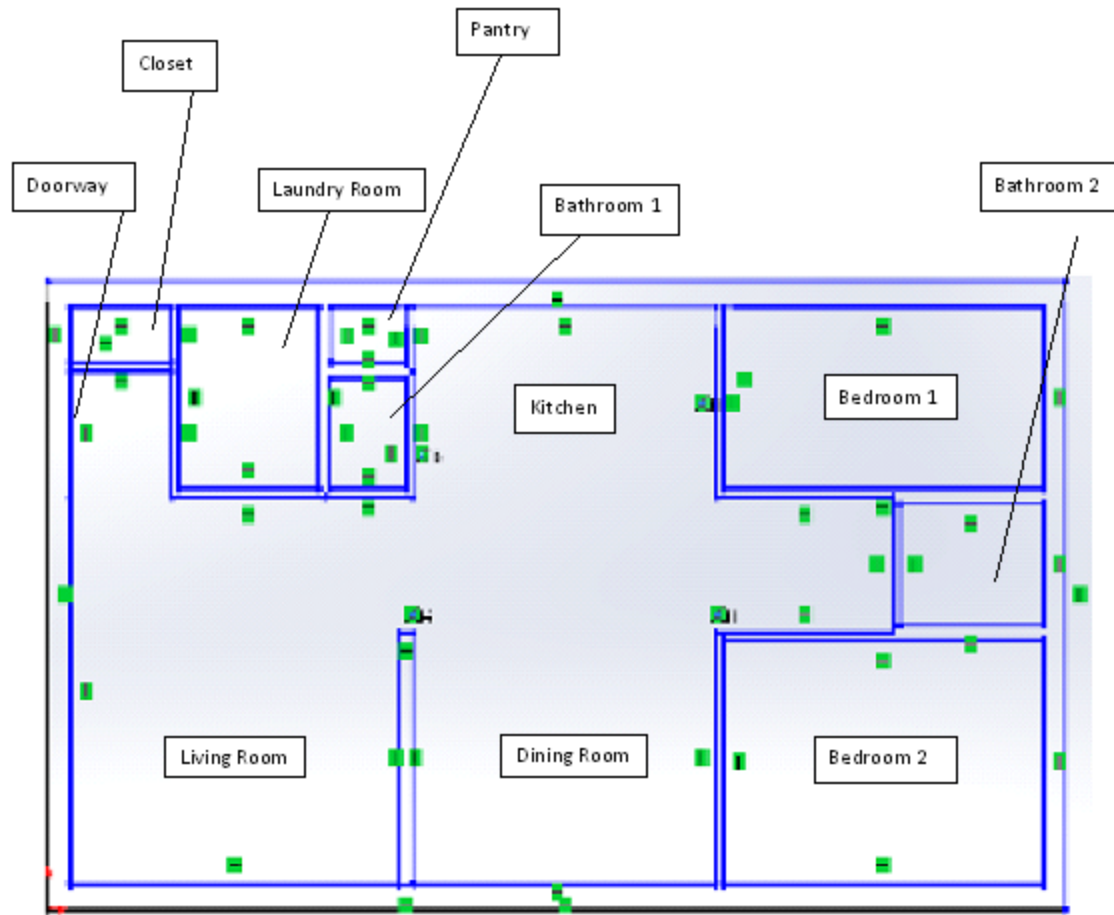 Pantry
Closet
Doorway
Laundry Room
Bathroom 1
Bathroom 2
Kitchen
Bedroom 1
Living Room
Dining Room
Bedroom 2